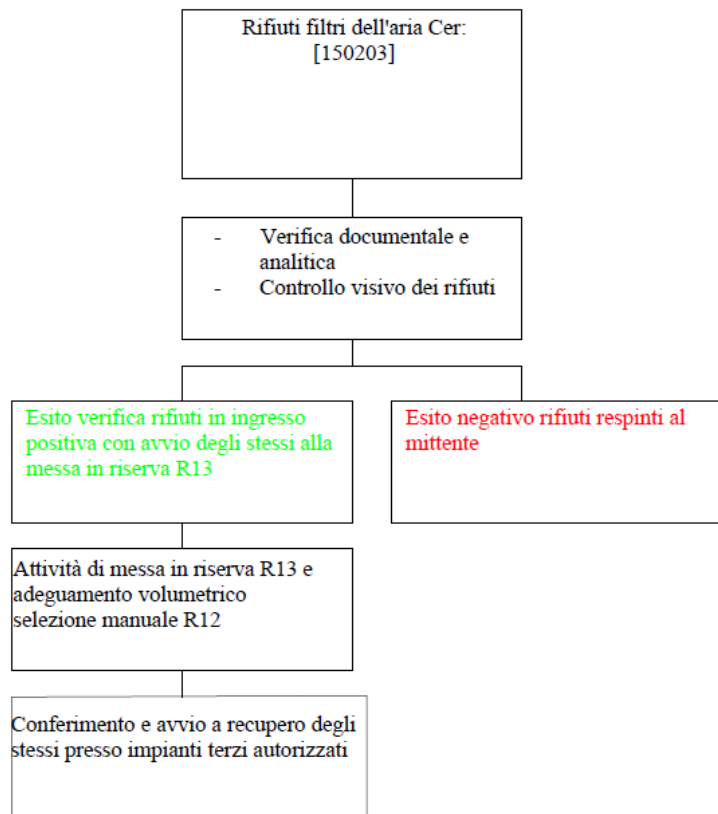 Rifiuti filtri dell'aria Cer:
[150203]
- Verifica documentale e
analitica
- Controllo visivo dei rifiuti
Esito verifica rifiuti in ingresso
positiva con avvio degli stessi alla
messa in riserva R13
Esito negativo rifiuti respinti al
mittente
Attività di messa in riserva R13 e
adeguamento volumetrico
selezione manuale R12
Conferimento e avvio a recupero degli
stessi presso impianti terzi autorizzati